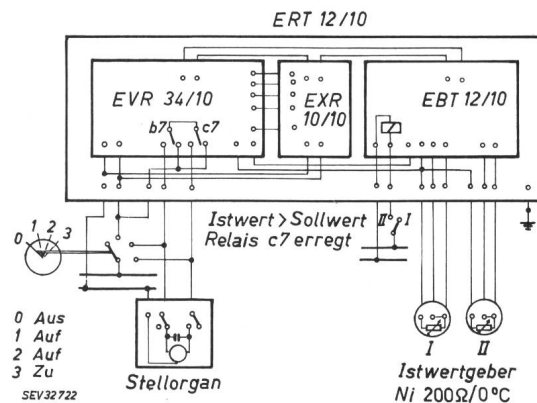 ERT 12/10
EVR 34/10
EXR
10/10
EBT 12/10
b7
c7
Istwert > Sollwert
Relais c7 erregt
II
I
0
1
2
3
0 Aus
1 Auf
2 Auf
3 Zu
SEV32722
Stellorgan
I
II
Istwertgeber
Ni 200Ω/0°C